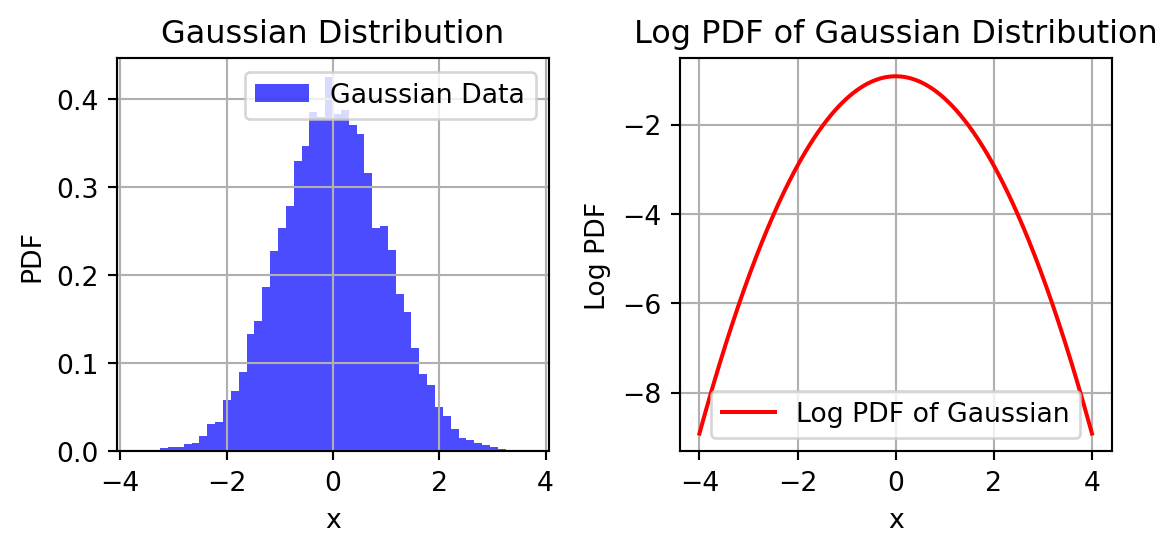 Gaussian Distribution
Gaussian Data
PDF
0.4
0.3
0.2
0.1
0.0
−4 −2 0 2 4
x
Log PDF of Gaussian Distribution
Log PDF
−2
−4
−6
−8
Log PDF of Gaussian
−4 −2 0 2 4
x